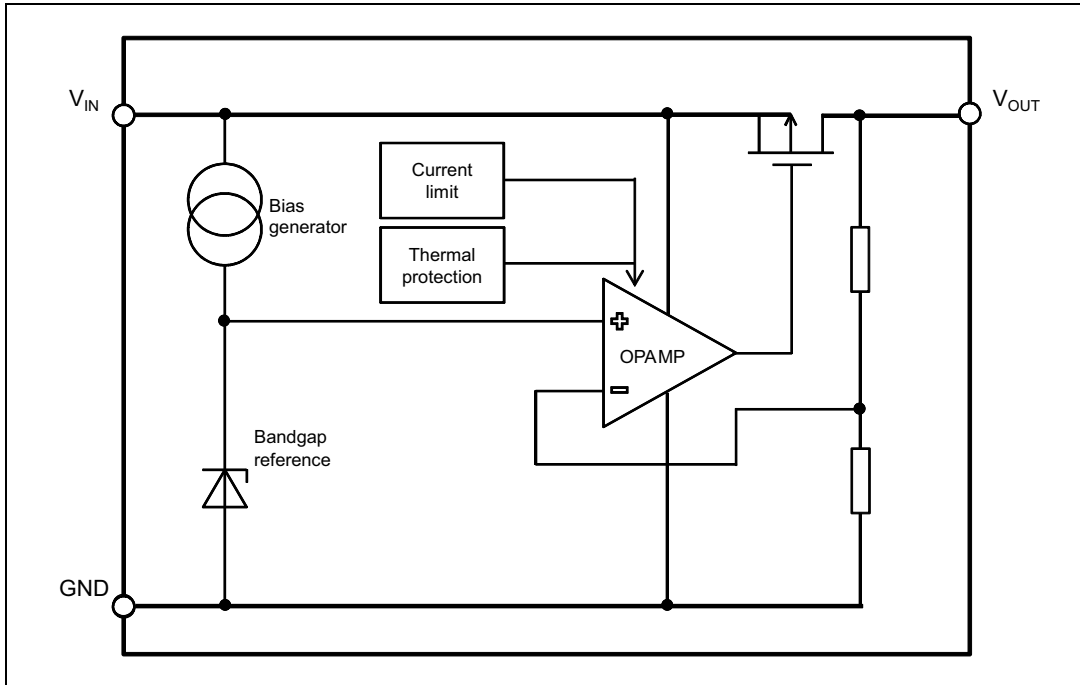 V_IN
V_OUT
Current
limit
Bias
generator
Thermal
protection
+
OPAMP
-
Bandgap
reference
GND